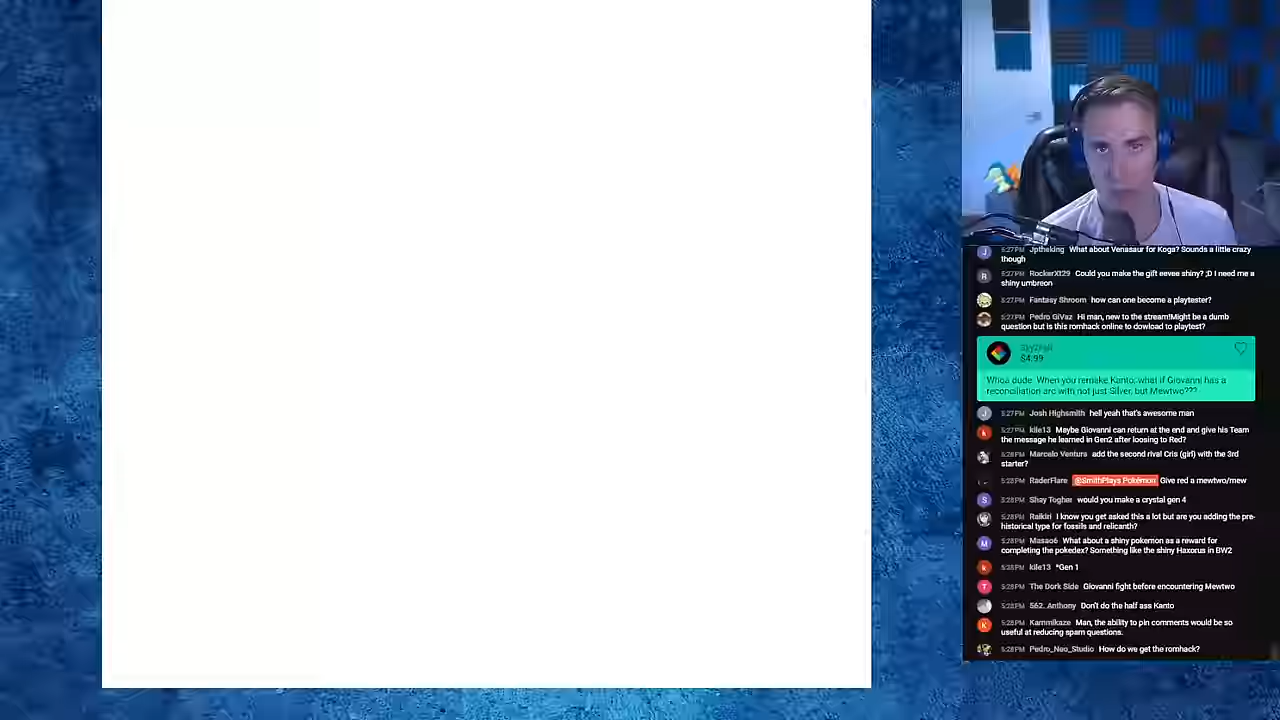 5:27PM Jptheking What about Venasaur for Koga? Sounds a little crazy
though
5:27PM RockerX129 Could you make the gift eevee shiny? ;D I need me a
shiny umbreon
5:27PM Fantasy Shroom how can one become a playtester?
5:27PM Pedro GiVaz Hi man, new to the stream!Might be a dumb
question but is this romhack online to dowload to playtest?
$4.99
Whoa dude. When you remake Kanto, what if Giovanni has a
reconciliation arc with not just Silver, but Mewtwo???
5:27PM Josh Highsmith hell yeah that's awesome man
5:27PM kile13 Maybe Giovanni can return at the end and give his Team
the message he learned in Gen2 after loosing to Red?
5:28PM Marcelo Ventura add the second rival Cris (girl) with the 3rd
starter?
5:28PM RaderFlare @SmithPlays Pokémon Give red a mewtwo/mew
5:28PM Shay Togher would you make a crystal gen 4
5:28PM Raikiri I know you get asked this a lot but are you adding the pre-
historical type for fossils and relicanth?
5:28PM Masao6 What about a shiny pokemon as a reward for
completing the pokedex? Something like the shiny Haxorus in BW2
5:28PM kile13 *Gen 1
5:28PM The Dork Side Giovanni fight before encountering Mewtwo
5:28PM 562. Anthony Don't do the half ass Kanto
5:28PM Kammikaze Man, the ability to pin comments would be so
useful at reducing spam questions.
5:28PM Pedro_Neo_Studio How do we get the romhack?